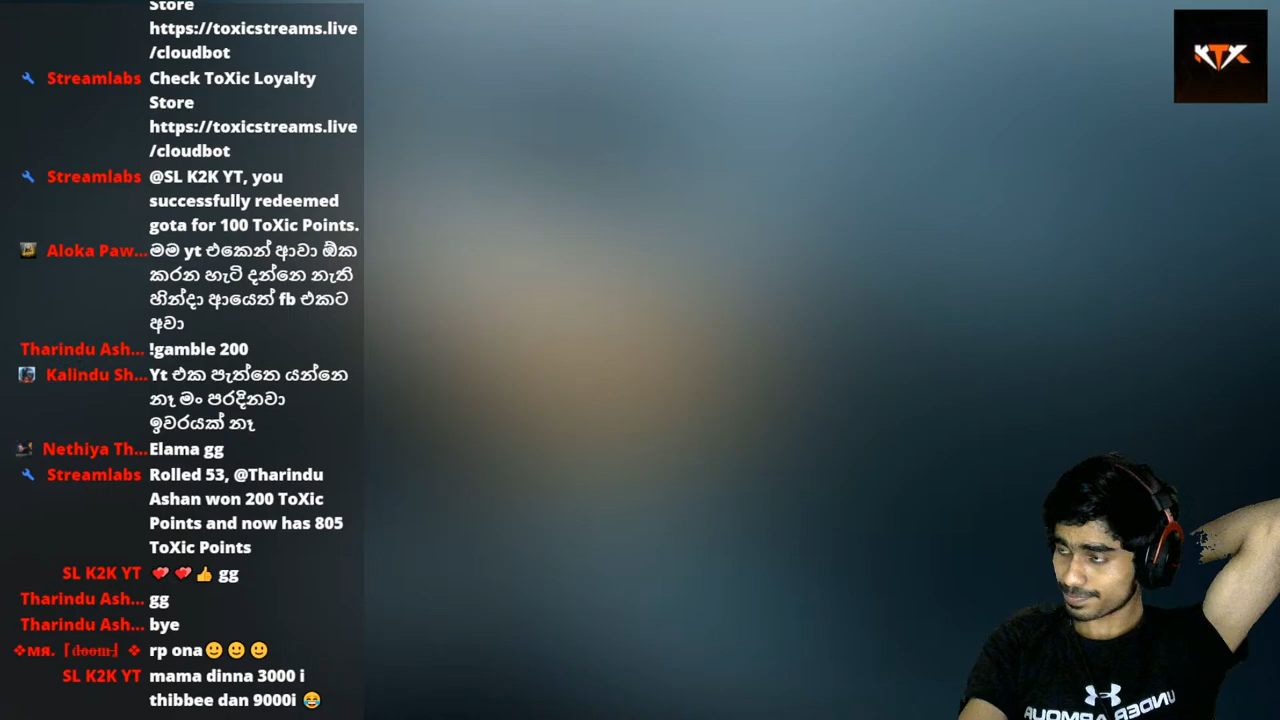 Store
https://toxicstreams.live
/cloudbot
Streamlabs Check ToXic Loyalty
Store
https://toxicstreams.live
/cloudbot
Streamlabs @SL K2K YT, you
successfully redeemed
gota for 100 ToXic Points.
Aloka Paw... මම yt එකෙන් ආවා ඕක
කරන හැටි දන්නෙ නැති
හින්දා ආයෙත් fb එකට
අවා
Tharindu Ash... !gamble 200
Kalindu Sh... Yt එක පැත්තෙ යන්නෙ
නෑ මං පරදිනවා
ඉවරයක් නෑ
Nethiya Th... Elama gg
Streamlabs Rolled 53, @Tharindu
Ashan won 200 ToXic
Points and now has 805
ToXic Points
SL K2K YT 💕 💕 👍 gg
Tharindu Ash... gg
Tharindu Ash... bye
❖ᴍя.「d̶o̶o̶m̶」❖ rp ona🙂 🙂 🙂
SL K2K YT mama dinna 3000 i
thibbee dan 9000i 😂
KTX
UNDER ARMOUR